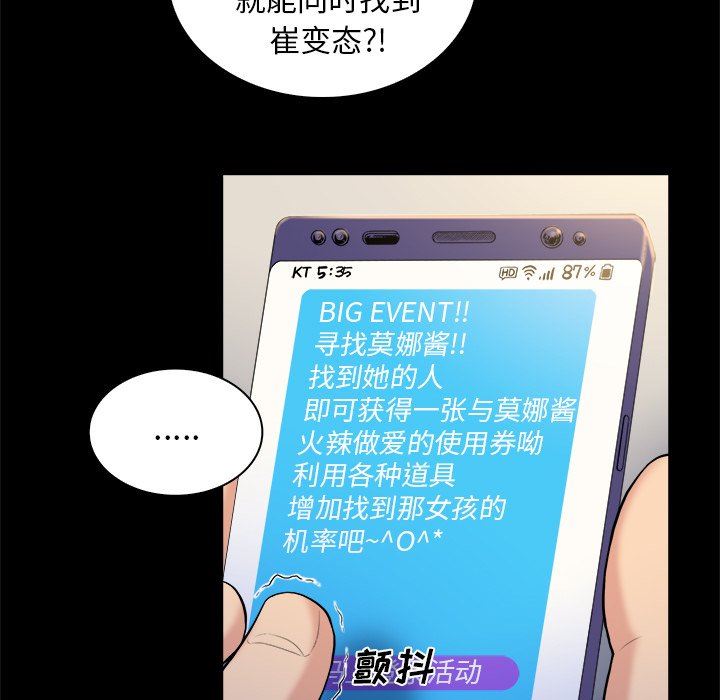 就能同时找到
崔变态?!
KT 5:35
HD 87%
BIG EVENT!!
寻找莫娜酱!!
找到她的人
即可获得一张与莫娜酱
火辣做爱的使用券呦
利用各种道具
增加找到那女孩的
机率吧~^O^*
.....
颤抖
活动